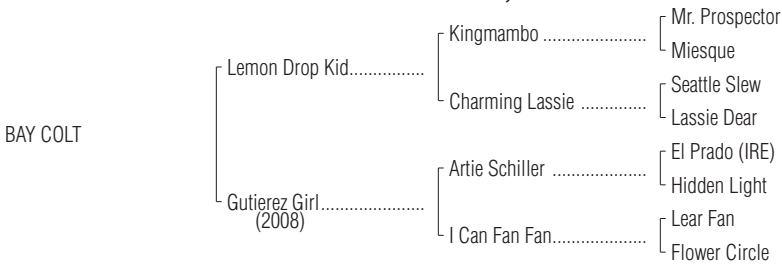 Mr. Prospector
Kingmambo ......................
Miesque
Lemon Drop Kid................
Seattle Slew
Charming Lassie ..............
Lassie Dear
BAY COLT
El Prado (IRE)
Artie Schiller ....................
Hidden Light
Gutierez Girl......................
(2008)
Lear Fan
I Can Fan Fan....................
Flower Circle